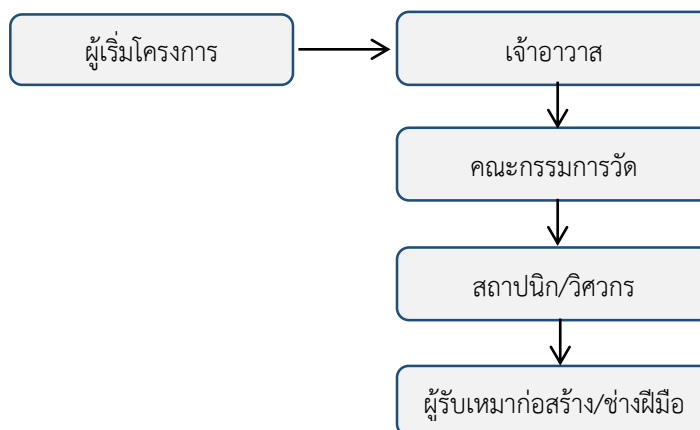 ผู้เริ่มโครงการ
เจ้าอาวาส
คณะกรรมการวัด
สถาปนิก/วิศวกร
ผู้รับเหมาก่อสร้าง/ช่างฝีมือ